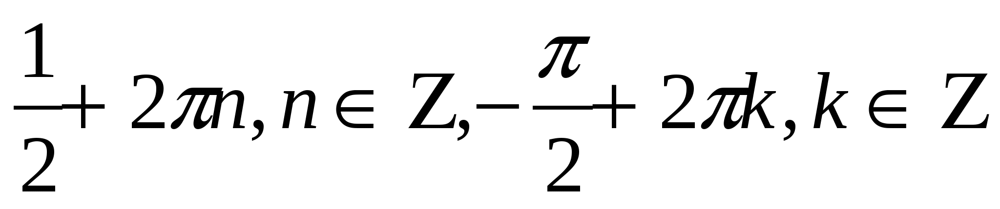 1/2 + 2πn, n ∈ Z, −π/2 + 2πk, k ∈ Z